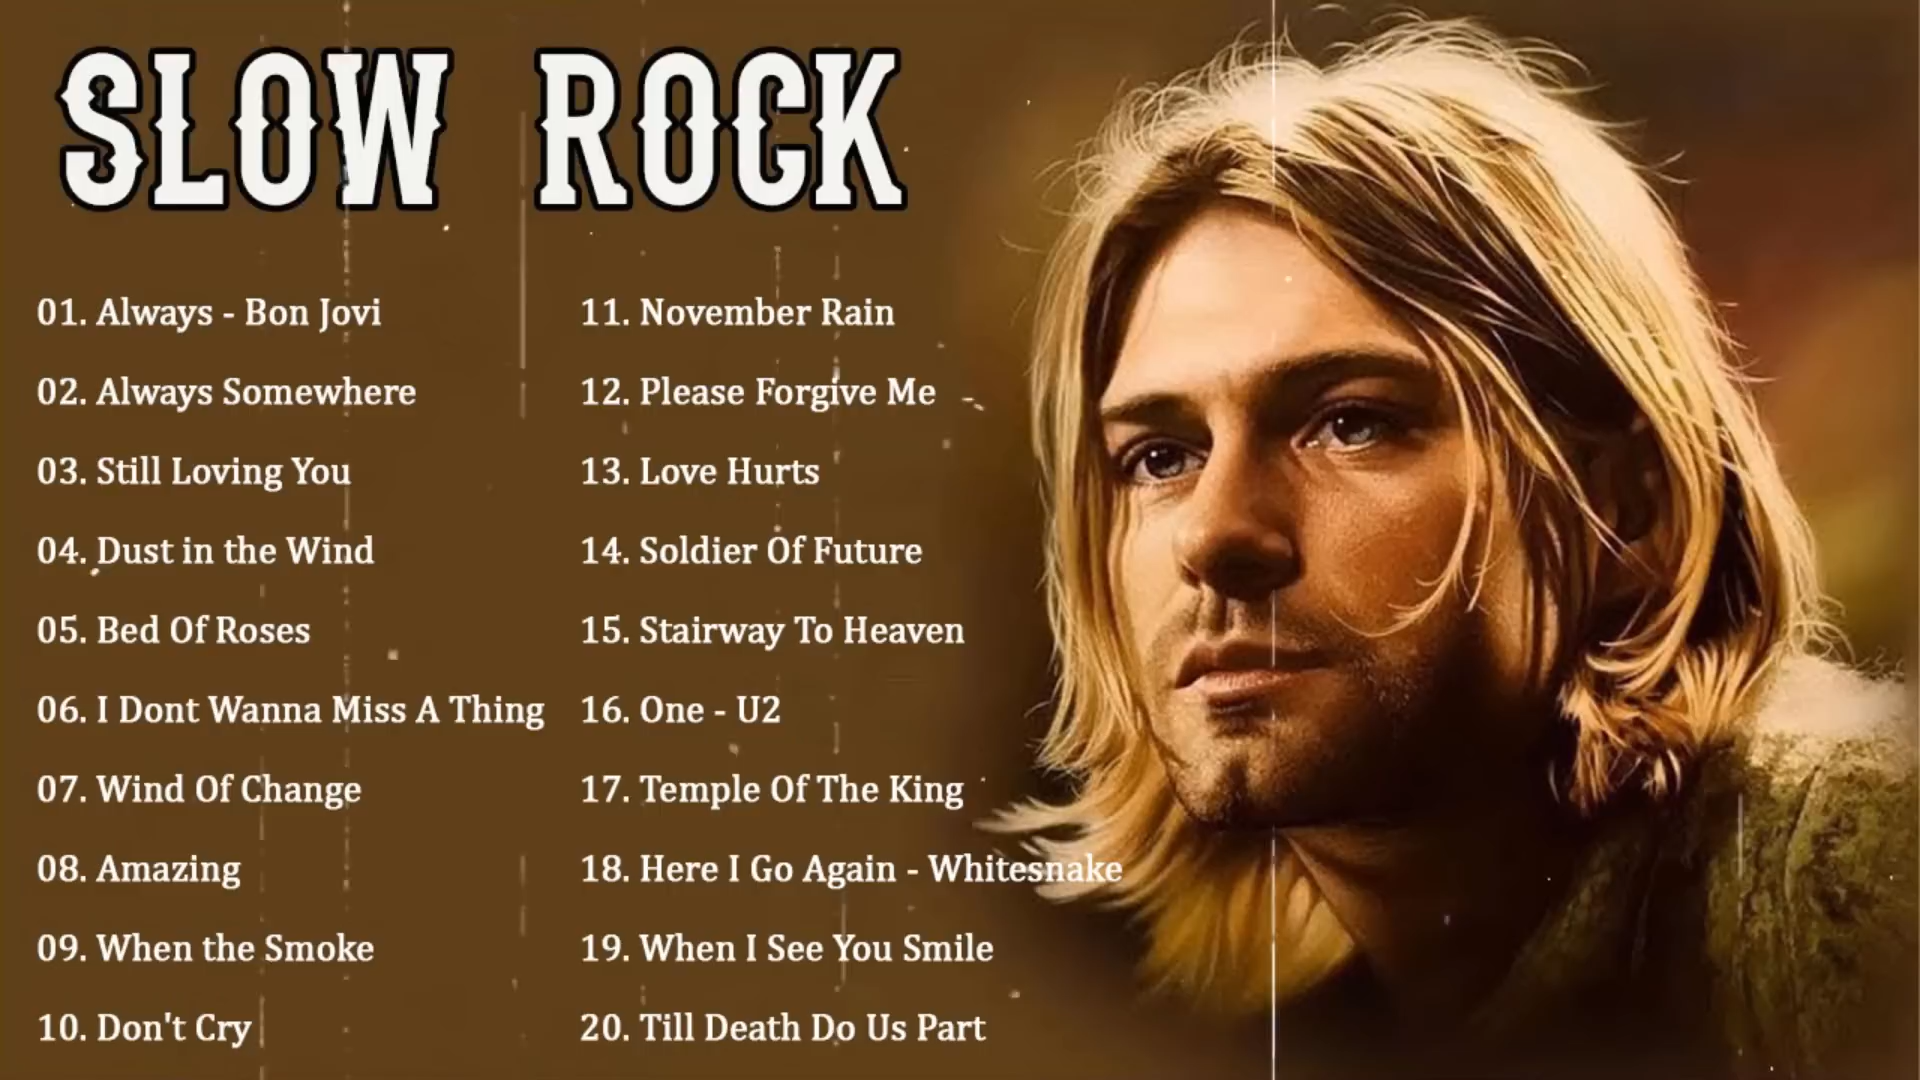 SLOW ROCK
01. Always - Bon Jovi
02. Always Somewhere
03. Still Loving You
04. Dust in the Wind
05. Bed Of Roses
06. I Dont Wanna Miss A Thing
07. Wind Of Change
08. Amazing
09. When the Smoke
10. Don't Cry
11. November Rain
12. Please Forgive Me
13. Love Hurts
14. Soldier Of Future
15. Stairway To Heaven
16. One - U2
17. Temple Of The King
18. Here I Go Again - Whitesnake
19. When I See You Smile
20. Till Death Do Us Part